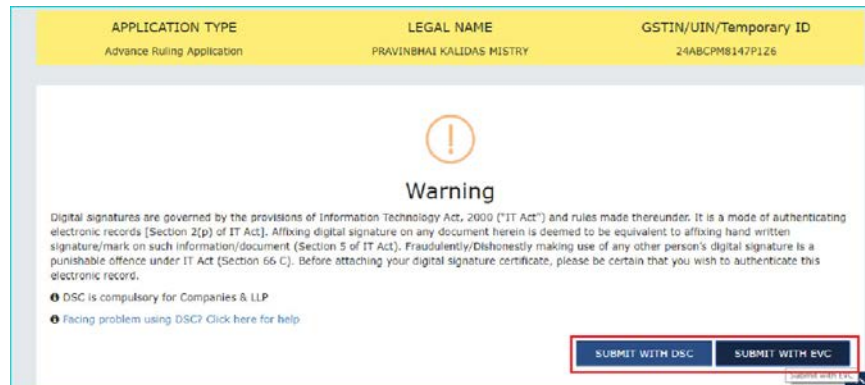 APPLICATION TYPE LEGAL NAME GSTIN/UIN/Temporary ID
Advance Ruling Application PRAVINBHAI KALIDAS MISTRY 24ABCPM8147P1Z6
Warning
Digital signatures are governed by the provisions of Information Technology Act, 2000 ("IT Act") and rules made thereunder. It is a mode of authenticating
electronic records [Section 2(p) of IT Act]. Affixing digital signature on any document herein is deemed to be equivalent to affixing hand written
signature/mark on such information/document (Section 5 of IT Act). Fraudulently/Dishonestly making use of any other person's digital signature is a
punishable offence under IT Act (Section 66 C). Before attaching your digital signature certificate, please be certain that you wish to authenticate this
electronic record.
DSC is compulsory for Companies & LLP
Facing problem using DSC? Click here for help
SUBMIT WITH DSC SUBMIT WITH EVC
Submit with EVC